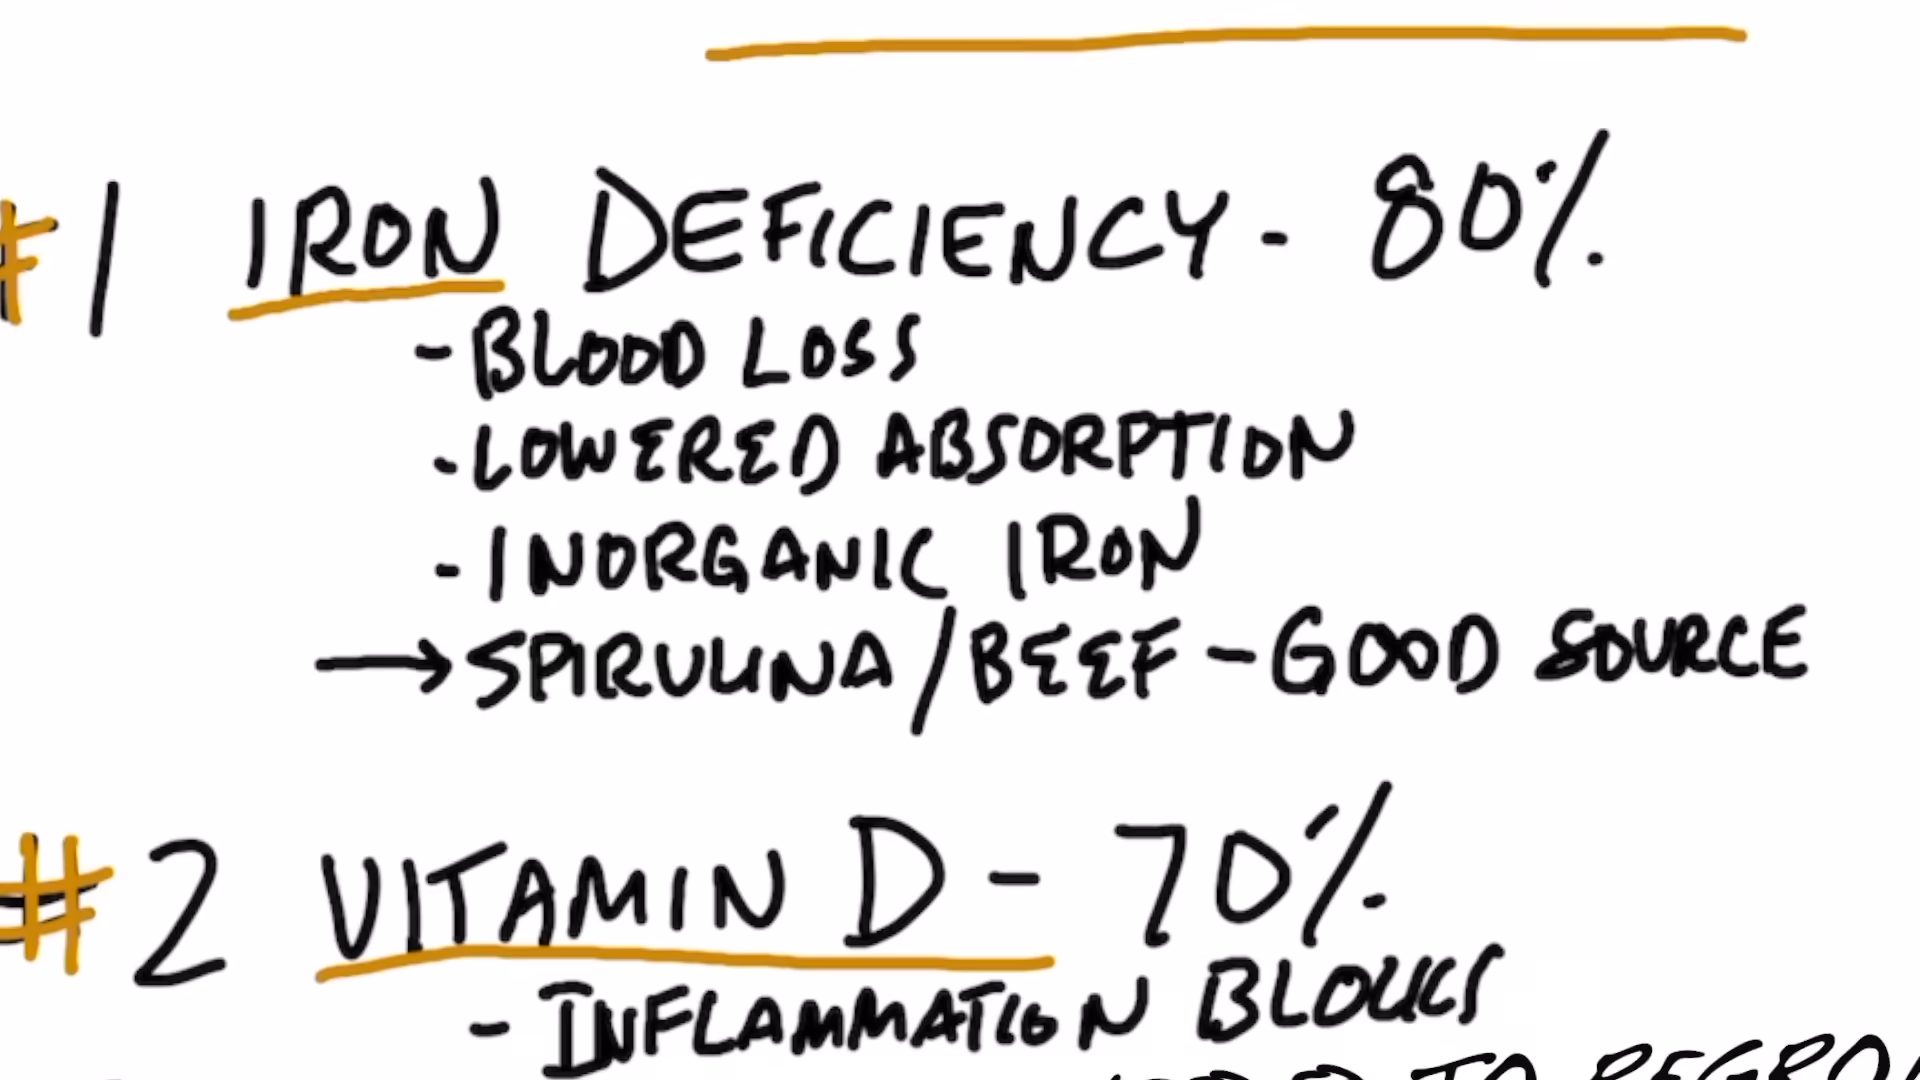 #1 IRON DEFICIENCY - 80%
- BLOOD LOSS
- LOWERED ABSORPTION
- INORGANIC IRON
→ SPIRULINA / BEEF - GOOD SOURCE
#2 VITAMIN D - 70%
- INFLAMMATION BLOCKS
TO